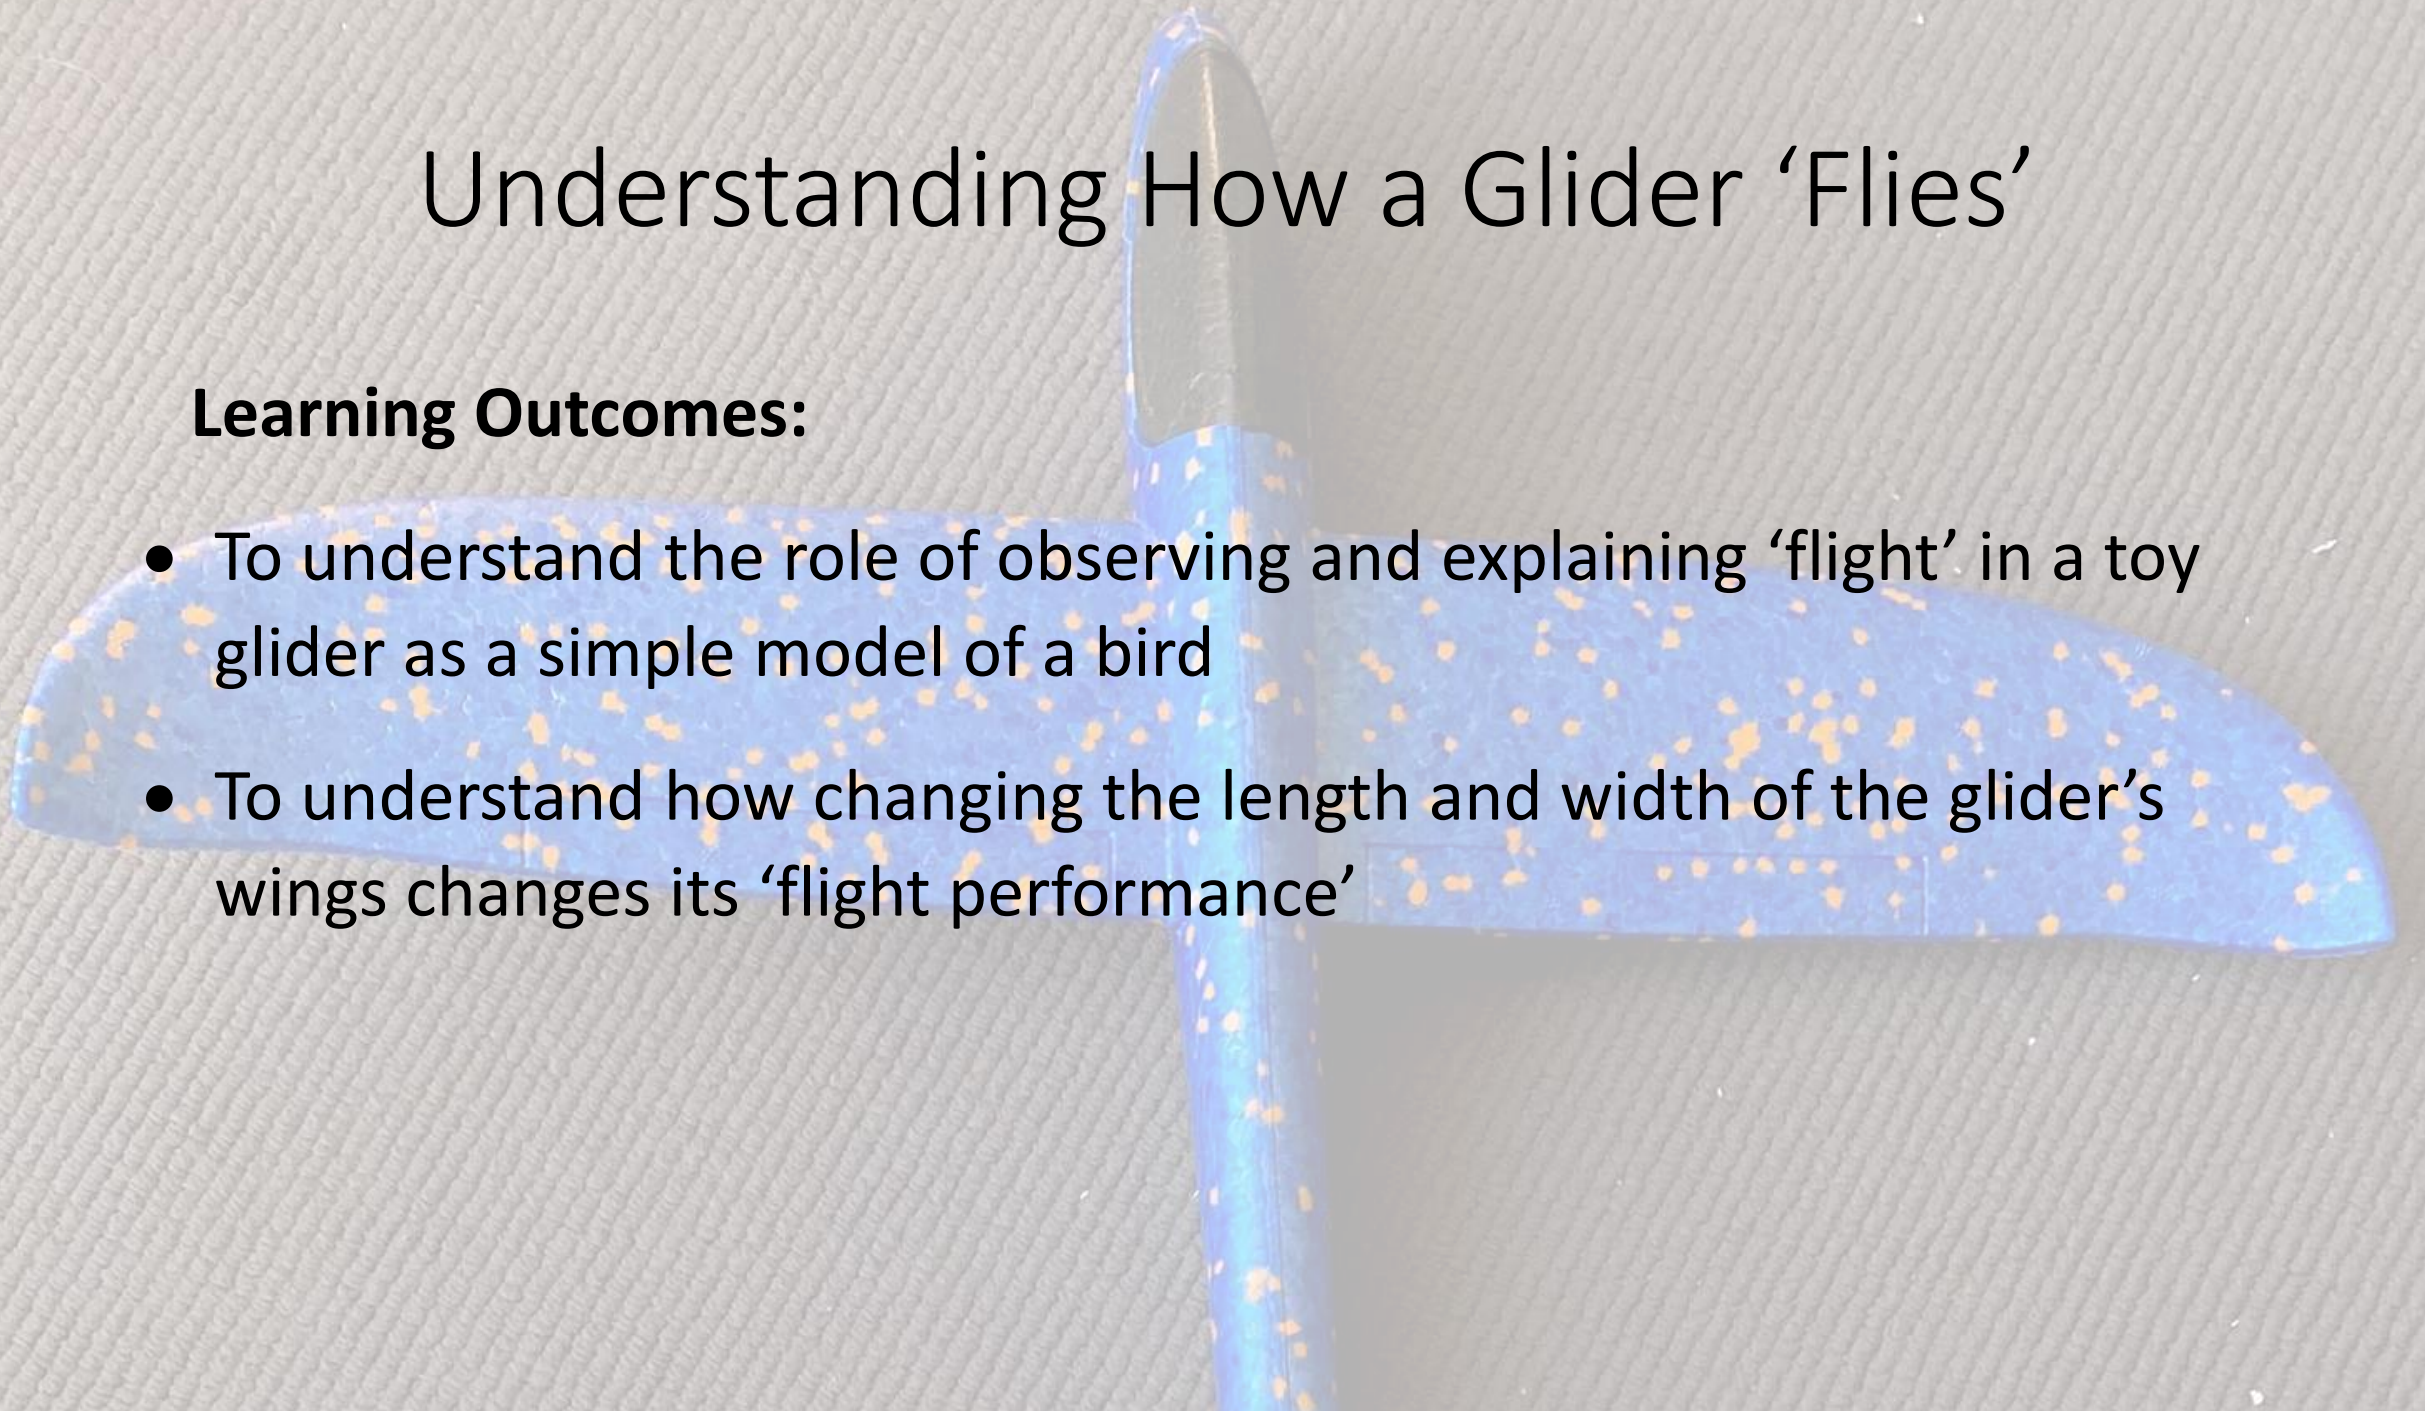 Understanding How a Glider ‘Flies’
Learning Outcomes:
• To understand the role of observing and explaining ‘flight’ in a toy
glider as a simple model of a bird
• To understand how changing the length and width of the glider’s
wings changes its ‘flight performance’